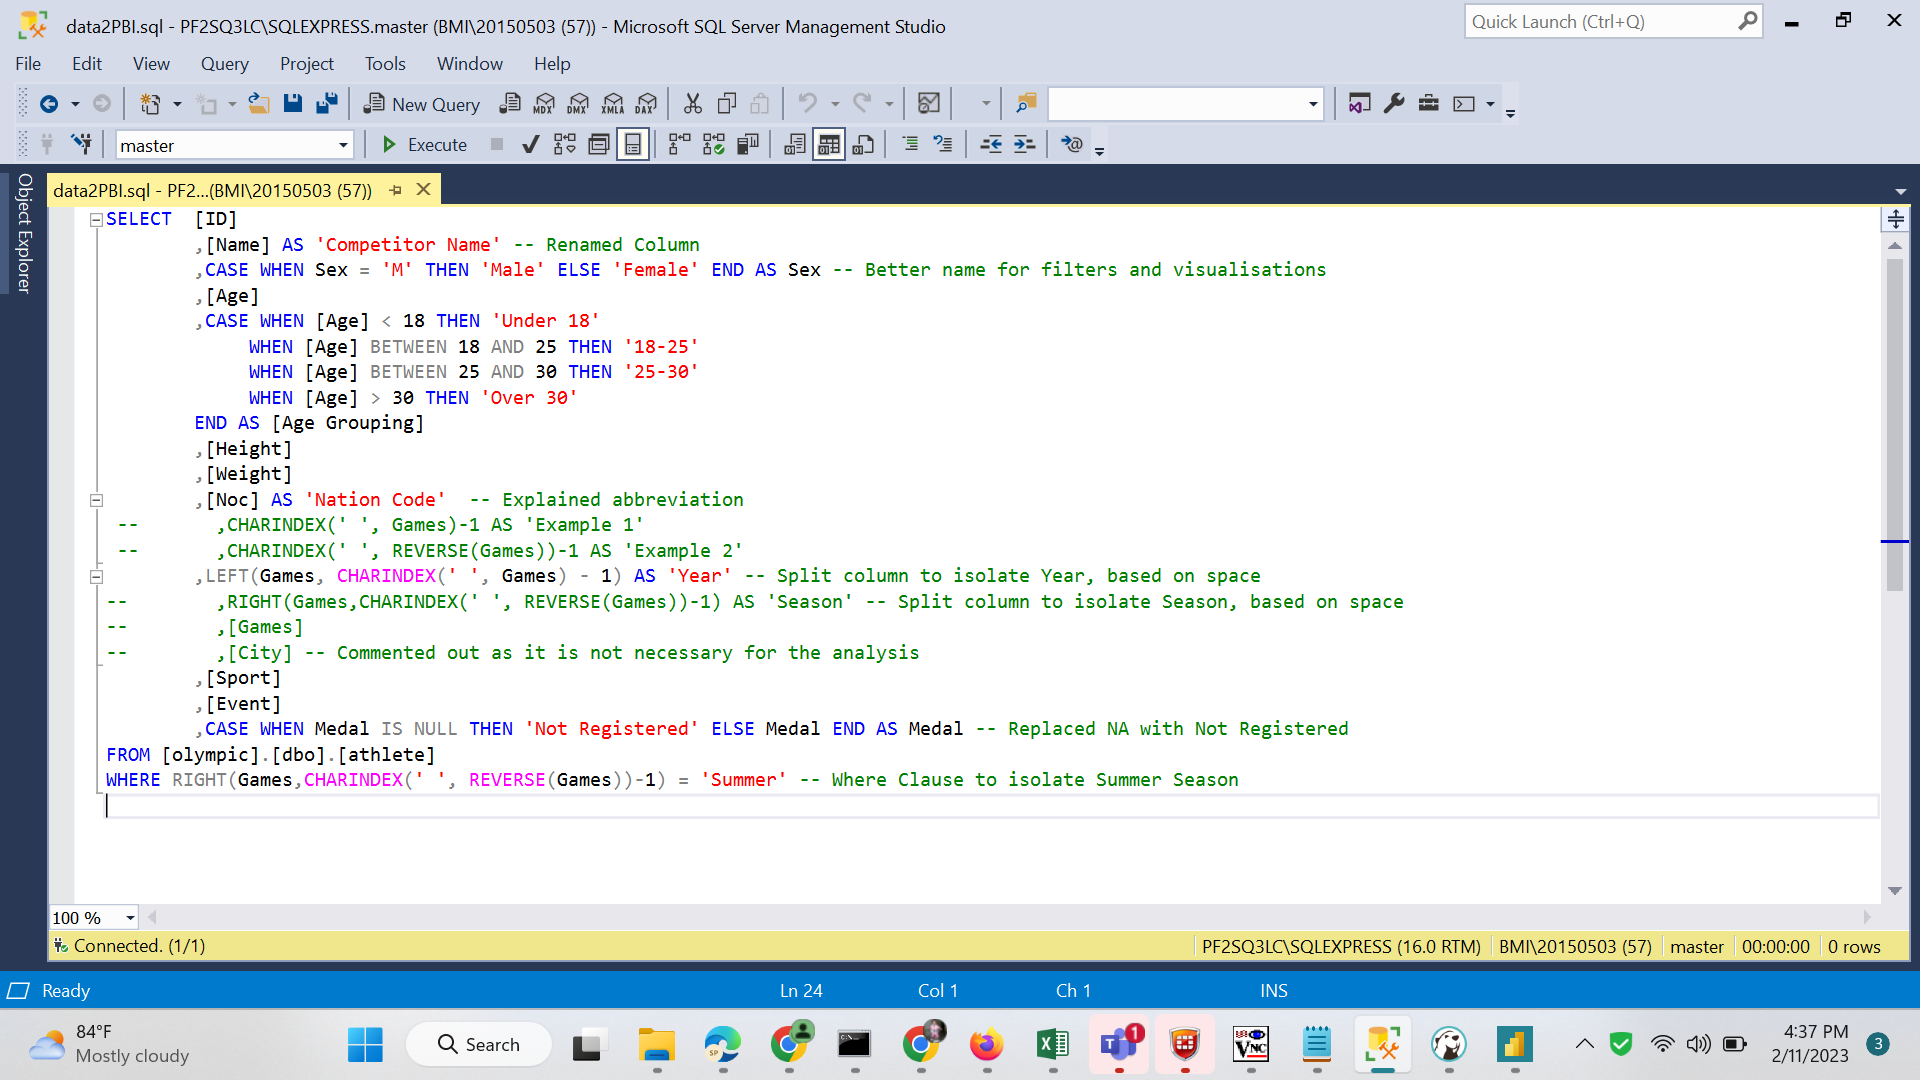 data2PBI.sql - PF2SQ3LC\SQLEXPRESS.master (BMI\20150503 (57)) - Microsoft SQL Server Management Studio
Quick Launch (Ctrl+Q)
File Edit View Query Project Tools Window Help
New Query MDX DMX XMLA DAX
master Execute
Object Explorer
data2PBI.sql - PF2...(BMI\20150503 (57))
SELECT  [ID]
,[Name] AS 'Competitor Name' -- Renamed Column
,CASE WHEN Sex = 'M' THEN 'Male' ELSE 'Female' END AS Sex -- Better name for filters and visualisations
,[Age]
,CASE WHEN [Age] < 18 THEN 'Under 18'
WHEN [Age] BETWEEN 18 AND 25 THEN '18-25'
WHEN [Age] BETWEEN 25 AND 30 THEN '25-30'
WHEN [Age] > 30 THEN 'Over 30'
END AS [Age Grouping]
,[Height]
,[Weight]
,[Noc] AS 'Nation Code'  -- Explained abbreviation
--       ,CHARINDEX(' ', Games)-1 AS 'Example 1'
--       ,CHARINDEX(' ', REVERSE(Games))-1 AS 'Example 2'
,LEFT(Games, CHARINDEX(' ', Games) - 1) AS 'Year' -- Split column to isolate Year, based on space
--        ,RIGHT(Games,CHARINDEX(' ', REVERSE(Games))-1) AS 'Season' -- Split column to isolate Season, based on space
--        ,[Games]
--        ,[City] -- Commented out as it is not necessary for the analysis
,[Sport]
,[Event]
,CASE WHEN Medal IS NULL THEN 'Not Registered' ELSE Medal END AS Medal -- Replaced NA with Not Registered
FROM [olympic].[dbo].[athlete]
WHERE RIGHT(Games,CHARINDEX(' ', REVERSE(Games))-1) = 'Summer' -- Where Clause to isolate Summer Season
100 %
Connected. (1/1) PF2SQ3LC\SQLEXPRESS (16.0 RTM) BMI\20150503 (57) master 00:00:00 0 rows
Ready Ln 24 Col 1 Ch 1 INS
84°F
Mostly cloudy
Search
SP
1
VNC
4:37 PM
2/11/2023
3